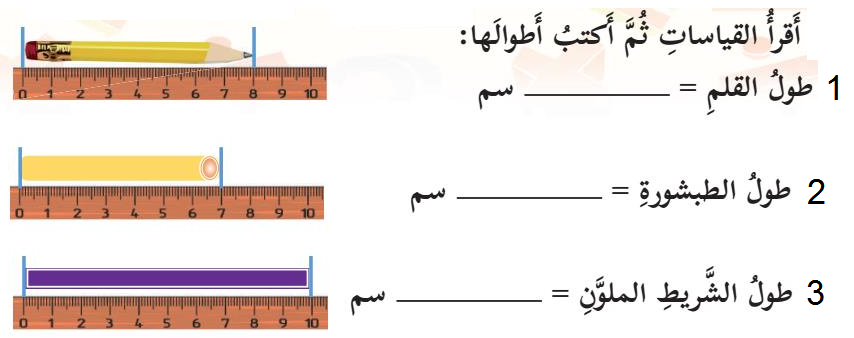 أَقرأُ القياساتِ ثُمَّ أَكتبُ أَطوالَها:
1 طولُ القلمِ = ________ سم
0 1 2 3 4 5 6 7 8 9 10
2 طولُ الطبشورةِ = ________ سم
0 1 2 3 4 5 6 7 8 9 10
3 طولُ الشَّريطِ الملوَّنِ = ________ سم
0 1 2 3 4 5 6 7 8 9 10